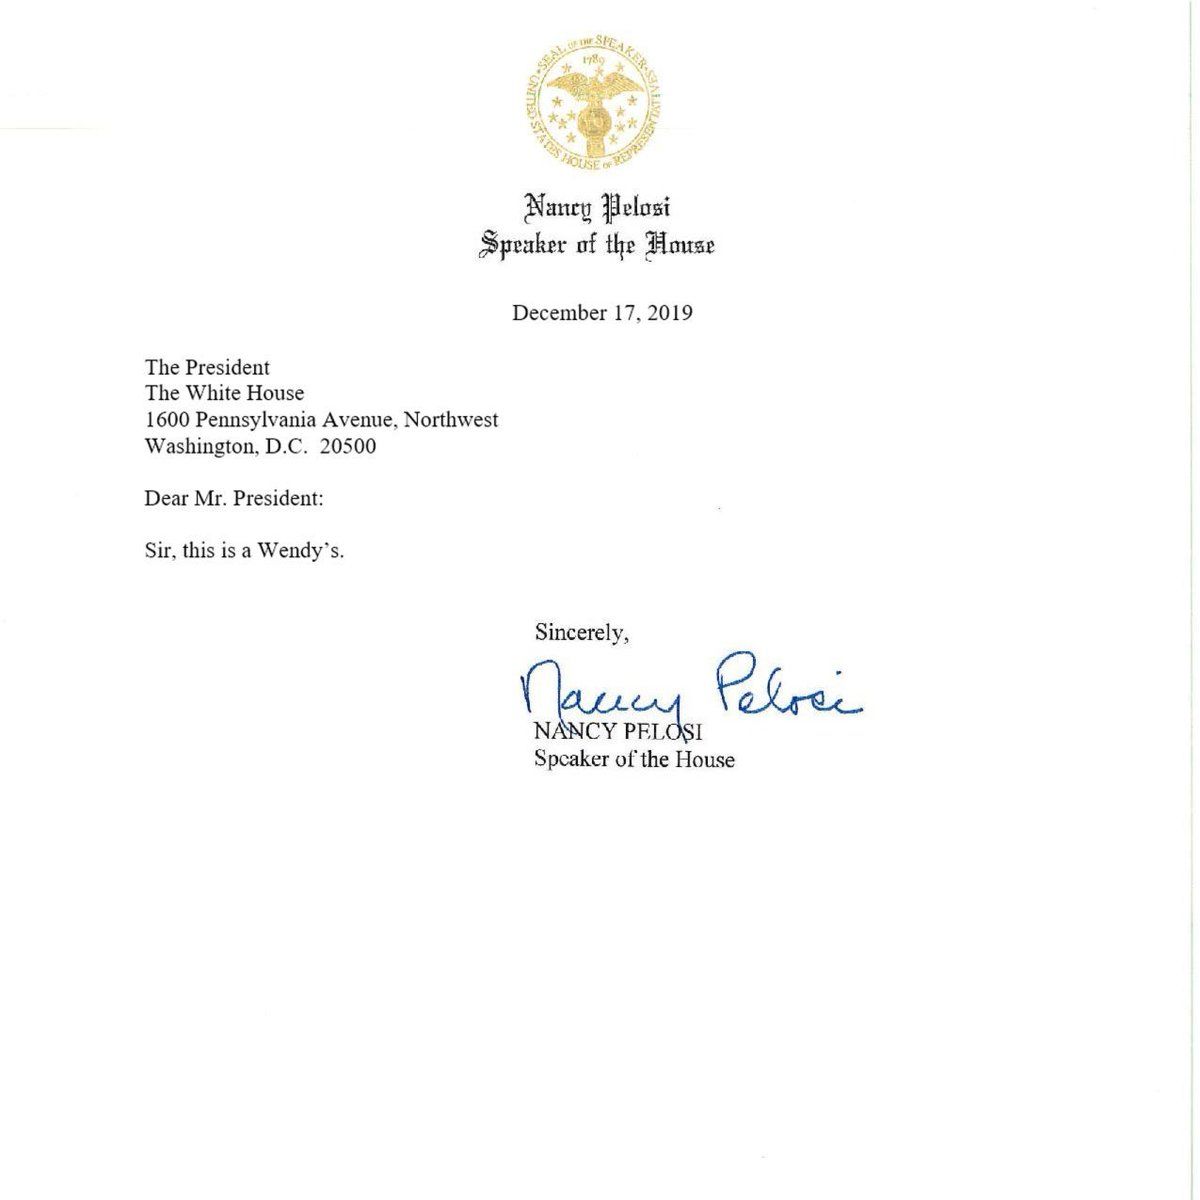 SEAL OF THE SPEAKER
UNITED STATES HOUSE OF REPRESENTATIVES
1789
Nancy Pelosi
Speaker of the House
December 17, 2019
The President
The White House
1600 Pennsylvania Avenue, Northwest
Washington, D.C. 20500
Dear Mr. President:
Sir, this is a Wendy's.
Sincerely,
Nancy Pelosi
NANCY PELOSI
Speaker of the House